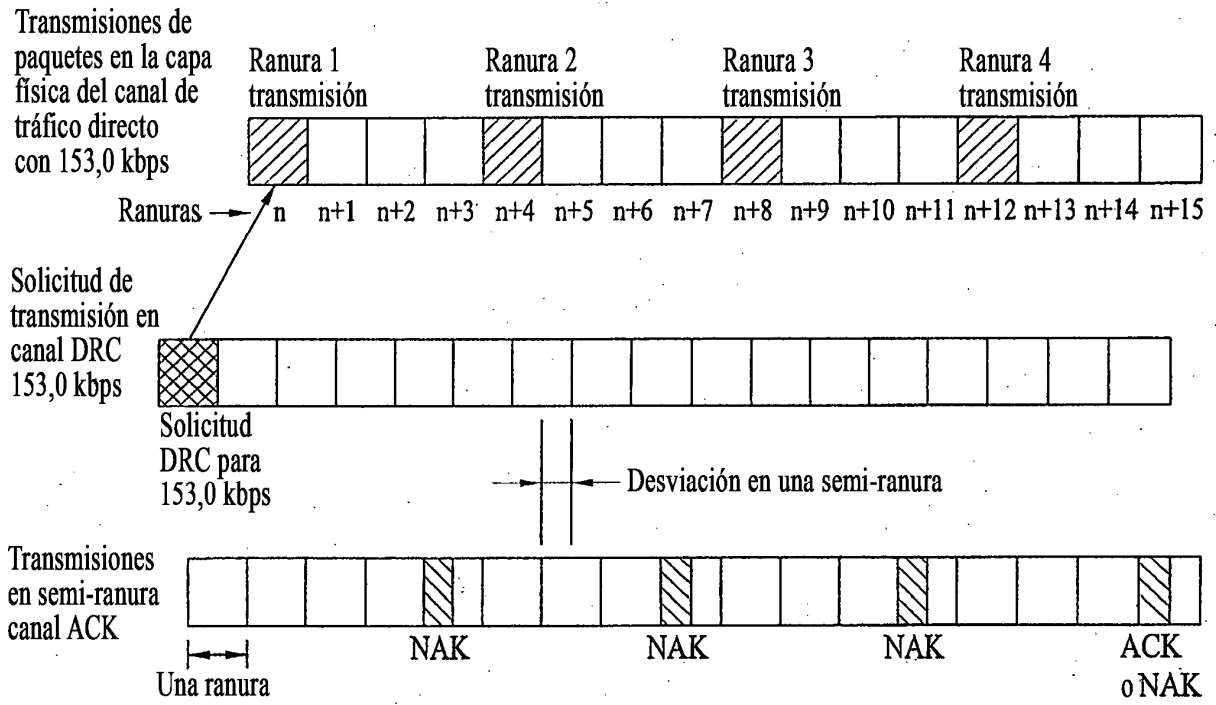 Transmisiones de
paquetes en la capa
física del canal de
tráfico directo
con 153,0 kbps
Ranura 1
transmisión
Ranura 2
transmisión
Ranura 3
transmisión
Ranura 4
transmisión
Ranuras
n n+1 n+2 n+3 n+4 n+5 n+6 n+7 n+8 n+9 n+10 n+11 n+12 n+13 n+14 n+15
Solicitud de
transmisión en
canal DRC
153,0 kbps
Solicitud
DRC para
153,0 kbps
Desviación en una semi-ranura
Transmisiones
en semi-ranura
canal ACK
NAK NAK NAK ACK
o NAK
Una ranura